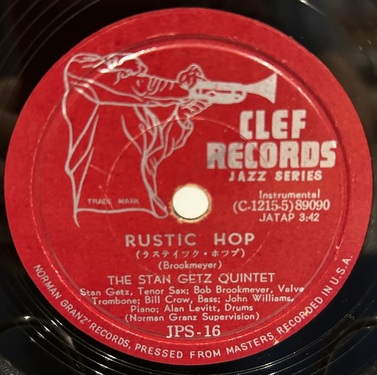 CLEF
RECORDS
JAZZ SERIES
TRADE MARK
Instrumental
(C-1215-5) 89090
JATAP 3:42
RUSTIC HOP
(ラステイック・ホップ)
(Brookmeyer)
THE STAN GETZ QUINTET
Stan Getz, Tenor Sax; Bob Brookmeyer, Valve
Trombone; Bill Crow, Bass; John Williams,
Piano; Alan Levitt, Drums
(Norman Granz Supervision)
JPS-16
NORMAN GRANZ' RECORDS, PRESSED FROM MASTERS RECORDED IN U.S.A.